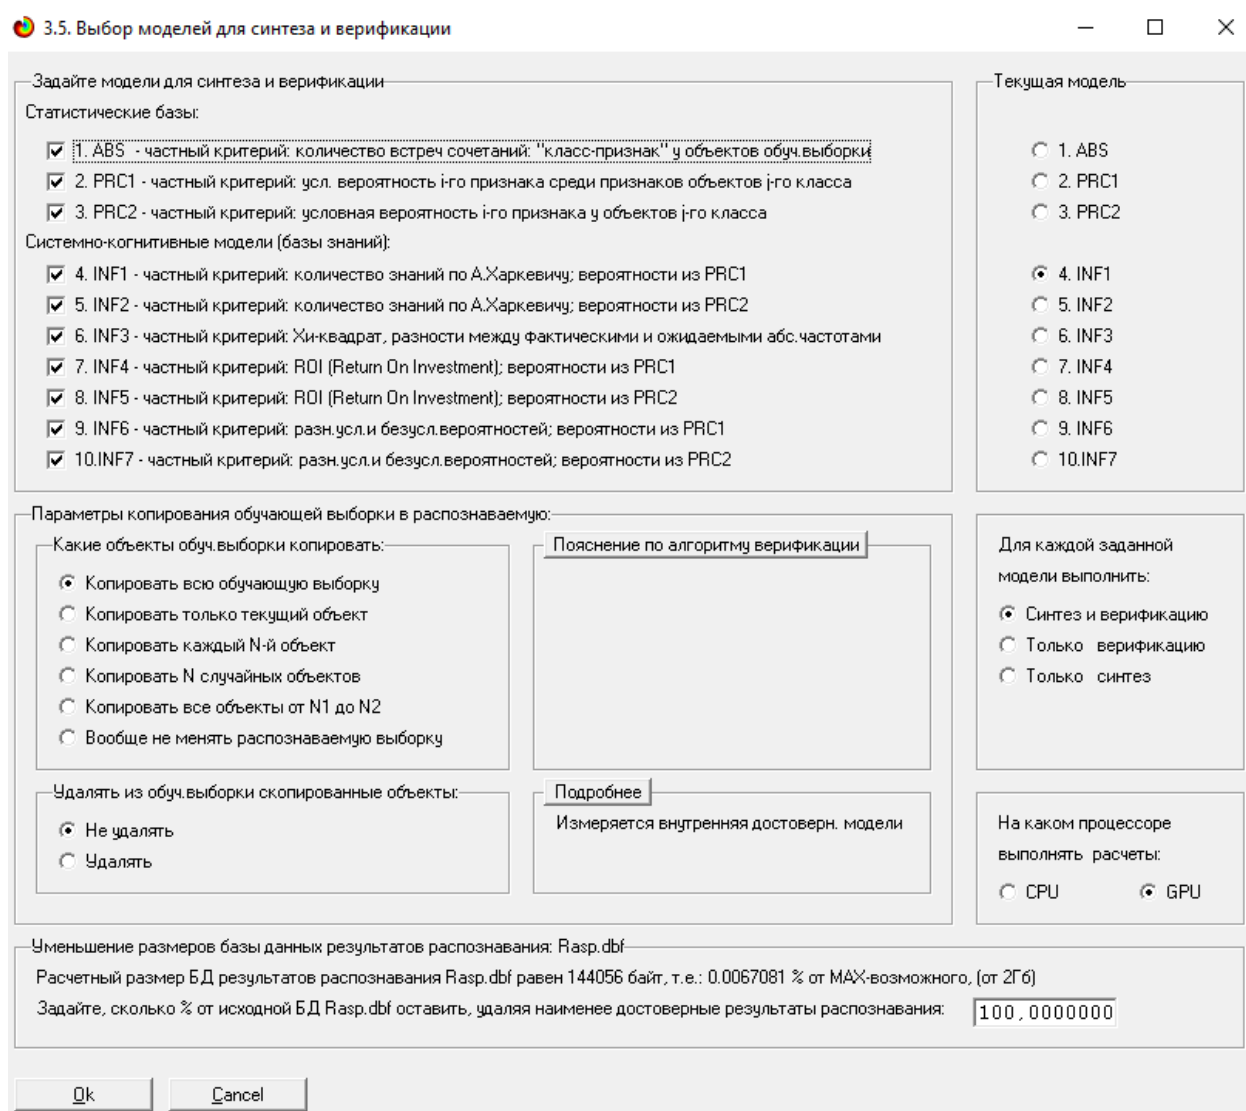 3.5. Выбор моделей для синтеза и верификации
Задайте модели для синтеза и верификации
Статистические базы:
1. ABS - частный критерий: количество встреч сочетаний: "класс-признак" у объектов обуч.выборки
2. PRC1 - частный критерий: усл. вероятность i-го признака среди признаков объектов j-го класса
3. PRC2 - частный критерий: условная вероятность i-го признака у объектов j-го класса
Системно-когнитивные модели (базы знаний):
4. INF1 - частный критерий: количество знаний по А.Харкевичу; вероятности из PRC1
5. INF2 - частный критерий: количество знаний по А.Харкевичу; вероятности из PRC2
6. INF3 - частный критерий: Хи-квадрат, разности между фактическими и ожидаемыми абс.частотами
7. INF4 - частный критерий: ROI (Return On Investment); вероятности из PRC1
8. INF5 - частный критерий: ROI (Return On Investment); вероятности из PRC2
9. INF6 - частный критерий: разн.усл.и безусл.вероятностей; вероятности из PRC1
10.INF7 - частный критерий: разн.усл.и безусл.вероятностей; вероятности из PRC2
Текущая модель
1. ABS
2. PRC1
3. PRC2
4. INF1
5. INF2
6. INF3
7. INF4
8. INF5
9. INF6
10.INF7
Параметры копирования обучающей выборки в распознаваемую:
Какие объекты обуч.выборки копировать:
Копировать всю обучающую выборку
Копировать только текущий объект
Копировать каждый N-й объект
Копировать N случайных объектов
Копировать все объекты от N1 до N2
Вообще не менять распознаваемую выборку
Пояснение по алгоритму верификации
Удалять из обуч.выборки скопированные объекты:
Не удалять
Удалять
Подробнее
Измеряется внутренняя достоверн. модели
Для каждой заданной
модели выполнить:
Синтез и верификацию
Только верификацию
Только синтез
На каком процессоре
выполнять расчеты:
CPU GPU
Уменьшение размеров базы данных результатов распознавания: Rasp.dbf
Расчетный размер БД результатов распознавания Rasp.dbf равен 144056 байт, т.е.: 0.0067081 % от MAX-возможного, (от 2Гб)
Задайте, сколько % от исходной БД Rasp.dbf оставить, удаляя наименее достоверные результаты распознавания: 100,0000000
Ok Cancel